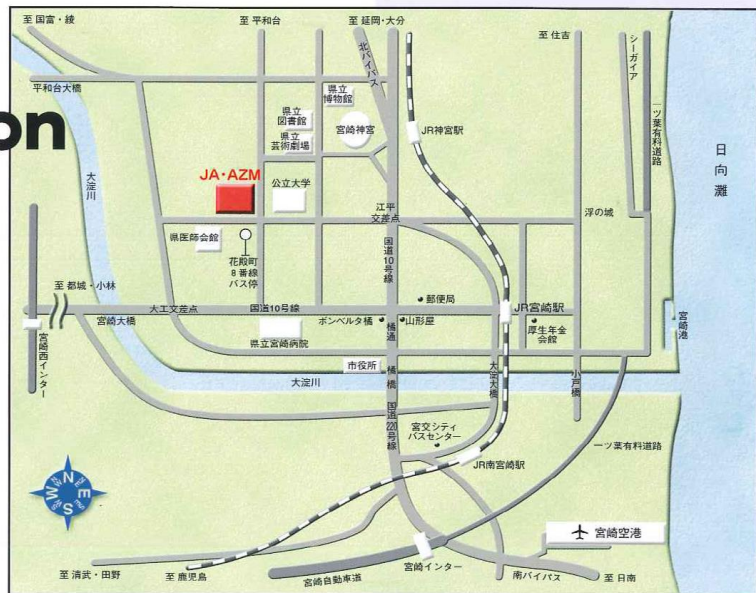 on
至 国富・綾
至 平和台
至 延岡・大分
至 住吉
北バイパス
シーガイア
一ツ葉有料道路
平和台大橋
県立
博物館
県立
図書館
県立
芸術劇場
宮崎神宮
JR神宮駅
日向灘
大淀川
JA・AZM
公立大学
江平
交差点
浮の城
県医師会館
花殿町
8番線
バス停
国道10号線
至 都城・小林
郵便局
大工交差点
国道10号線
JR宮崎駅
宮崎大橋
ボンベルタ橘
橘通
山形屋
厚生年金
会館
宮崎港
宮崎西インター
県立宮崎病院
市役所
橘橋
大淀大橋
小戸橋
大淀川
国道220号線
宮交シティ
バスセンター
一ツ葉有料道路
JR南宮崎駅
N
E
S
W
宮崎空港
至 清武・田野
至 鹿児島
宮崎自動車道
宮崎インター
南バイパス
至 日南